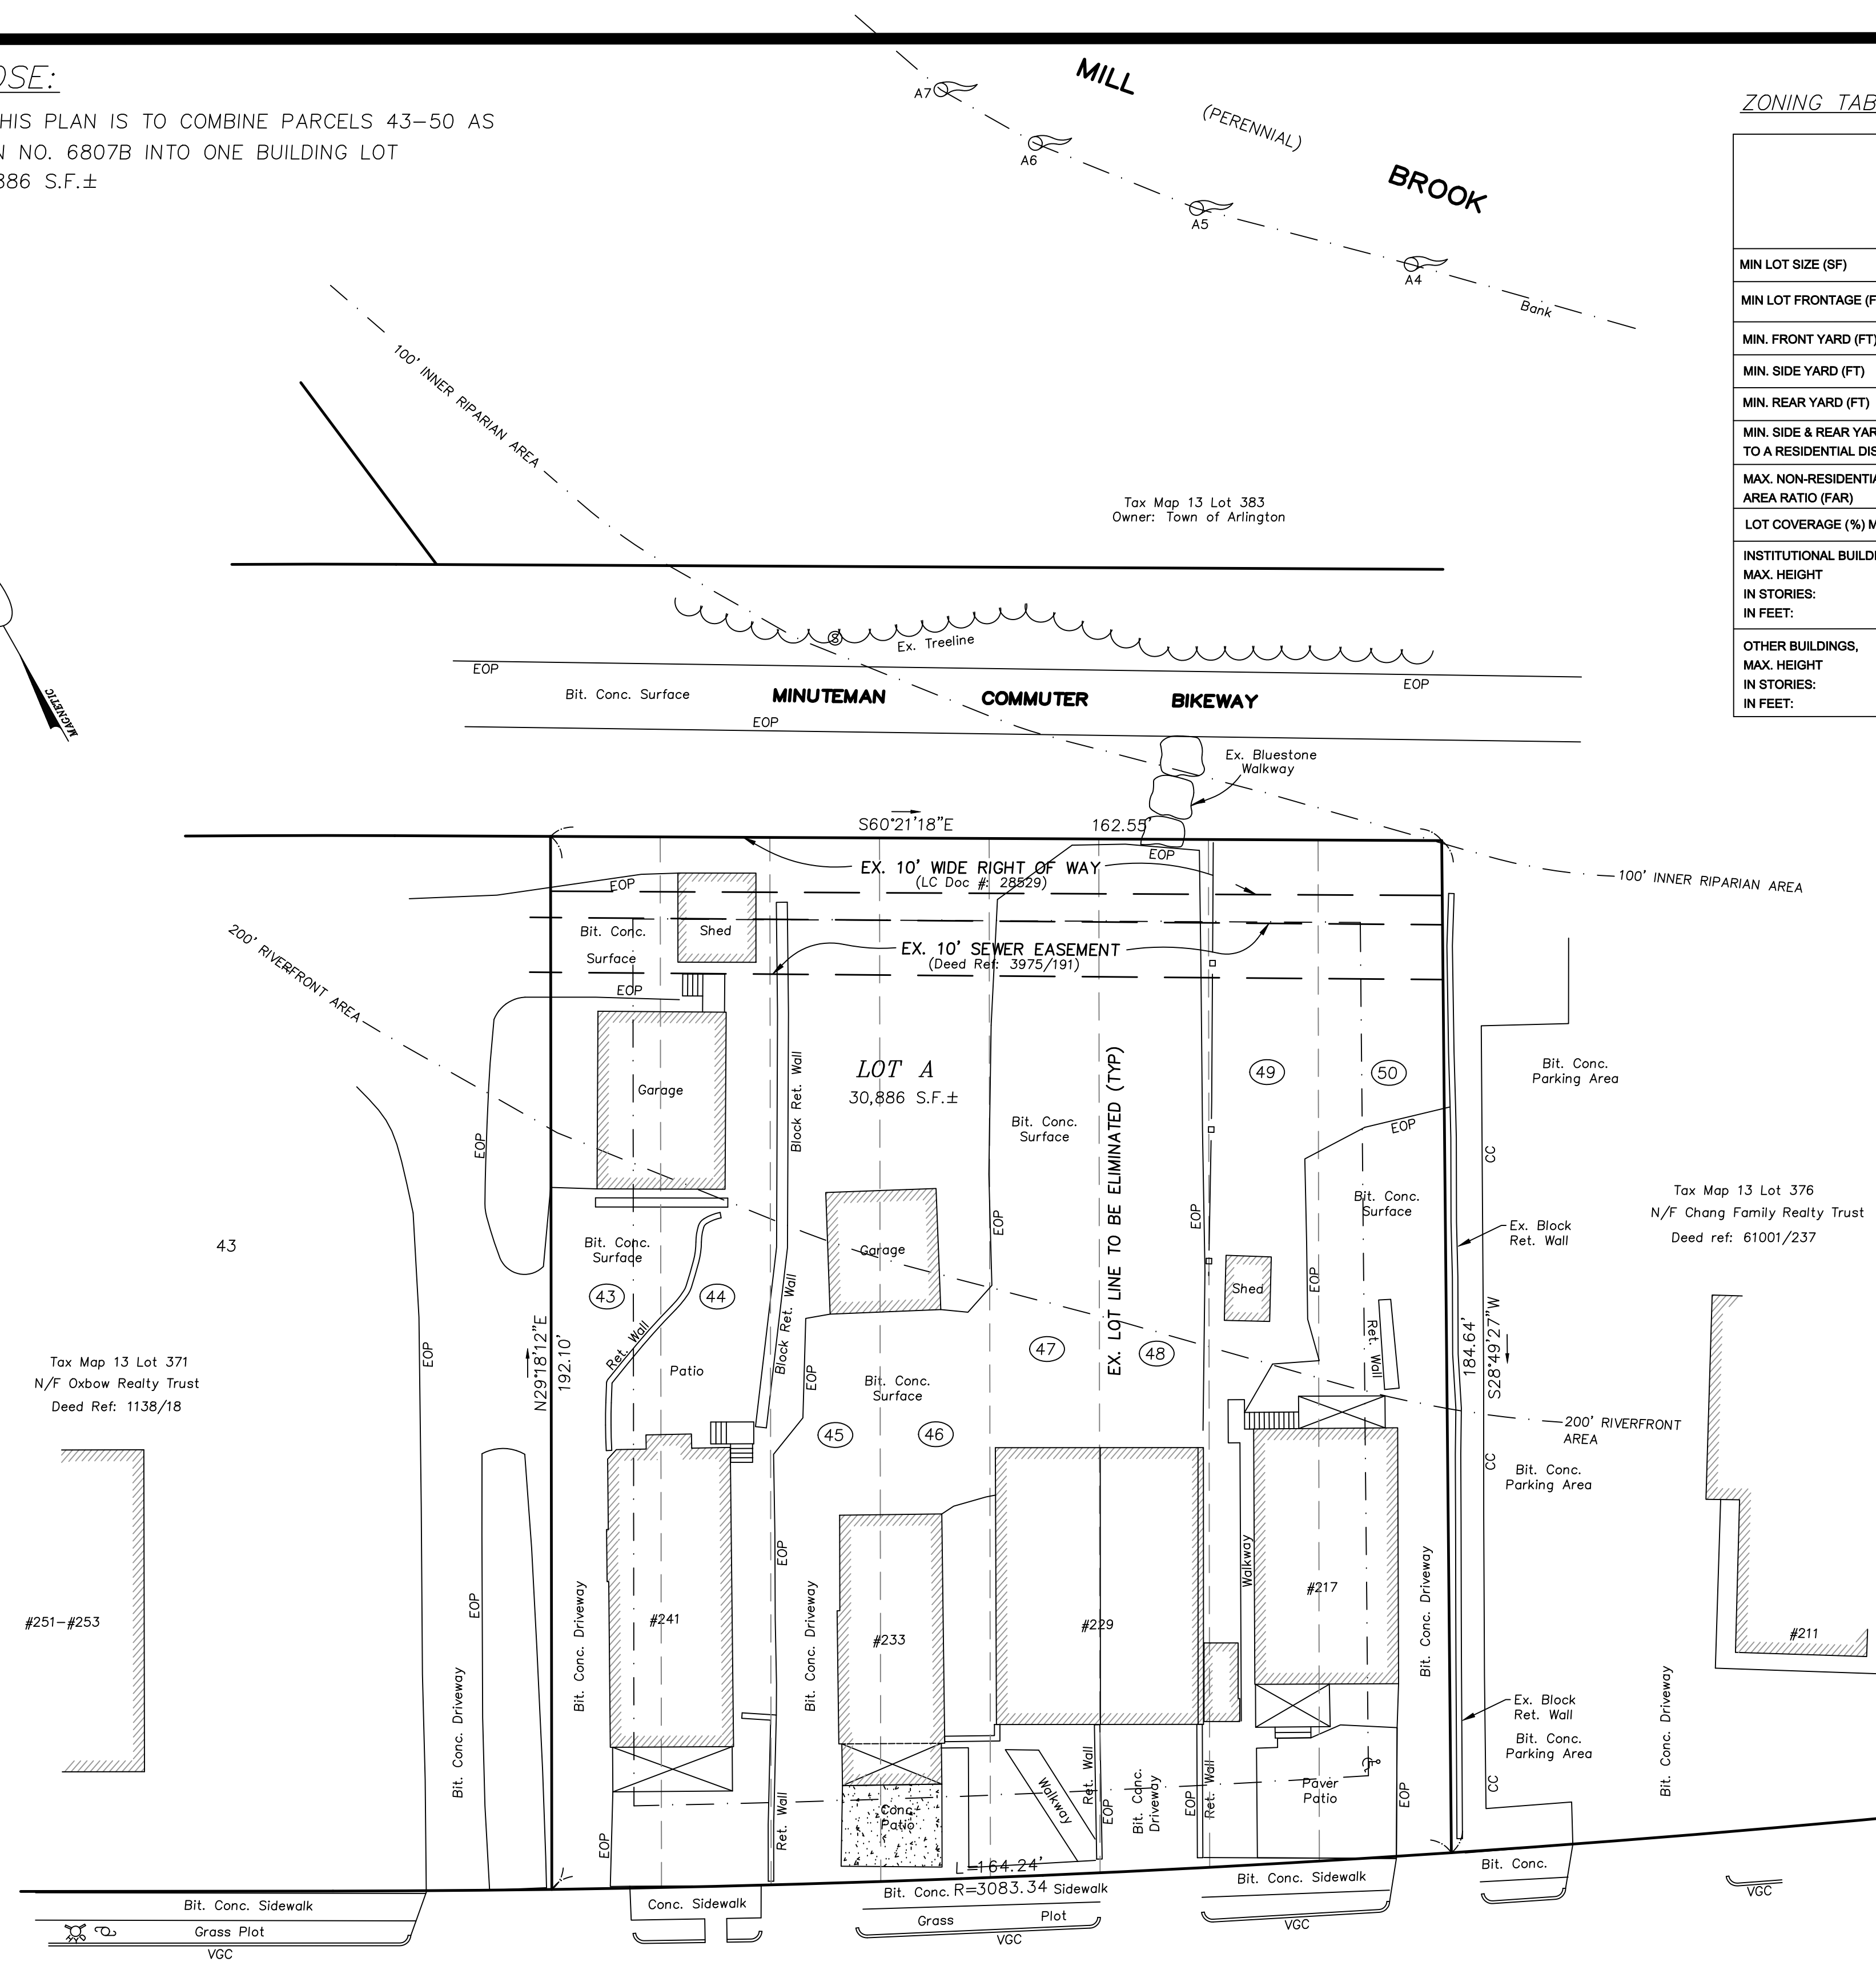 OSE:
HIS PLAN IS TO COMBINE PARCELS 43-50 AS
N NO. 6807B INTO ONE BUILDING LOT
886 S.F.±
MILL
(PERENNIAL)
BROOK
A7
A6
A5
A4
Bank
ZONING TAB
MIN LOT SIZE (SF)
MIN LOT FRONTAGE (F
MIN. FRONT YARD (FT)
MIN. SIDE YARD (FT)
MIN. REAR YARD (FT)
MIN. SIDE & REAR YAR
TO A RESIDENTIAL DIS
MAX. NON-RESIDENTIA
AREA RATIO (FAR)
LOT COVERAGE (%) M
INSTITUTIONAL BUILDI
MAX. HEIGHT
IN STORIES:
IN FEET:
OTHER BUILDINGS,
MAX. HEIGHT
IN STORIES:
IN FEET:
100' INNER RIPARIAN AREA
Tax Map 13 Lot 383
Owner: Town of Arlington
MAGNETIC
S
Ex. Treeline
EOP
EOP
Bit. Conc. Surface
MINUTEMAN COMMUTER BIKEWAY
EOP
Ex. Bluestone
Walkway
S60°21'18"E
162.55'
EOP
EX. 10' WIDE RIGHT OF WAY
(LC Doc #: 28529)
EOP
100' INNER RIPARIAN AREA
Bit. Conc.
Surface
Shed
EX. 10' SEWER EASEMENT
(Deed Ref: 3975/191)
EOP
200' RIVERFRONT AREA
LOT A
30,886 S.F.±
Garage
Block Ret. Wall
Bit. Conc.
Surface
EX. LOT LINE TO BE ELIMINATED (TYP)
49
50
EOP
EOP
Bit. Conc.
Parking Area
CC
Tax Map 13 Lot 376
N/F Chang Family Realty Trust
Deed ref: 61001/237
Bit. Conc.
Surface
Ex. Block
Ret. Wall
43
Bit. Conc.
Surface
Garage
EOP
EOP
EOP
Shed
43
44
Ret. Wall
Block Ret. Wall
Patio
EOP
EOP
N29°18'12"E
192.10'
47
48
Ret. Wall
184.64'
S28°49'27"W
Tax Map 13 Lot 371
N/F Oxbow Realty Trust
Deed Ref: 1138/18
Bit. Conc.
Surface
45
46
200' RIVERFRONT
AREA
CC
Bit. Conc.
Parking Area
#251-#253
EOP
EOP
Bit. Conc. Driveway
Bit. Conc. Driveway
#241
Bit. Conc. Driveway
#233
#229
Walkway
#217
Bit. Conc. Driveway
#211
Bit. Conc. Driveway
Ex. Block
Ret. Wall
Bit. Conc.
Parking Area
CC
EOP
Ret. Wall
Conc.
Patio
Walkway
Ret. Wall
EOP
Bit. Conc.
Driveway
EOP
Ret. Wall
Paver
Patio
EOP
L=164.24'
R=3083.34
Bit. Conc. Sidewalk
Grass Plot
VGC
Conc. Sidewalk
Bit. Conc. Sidewalk
Grass Plot
VGC
Bit. Conc. Sidewalk
VGC
Bit. Conc.
VGC